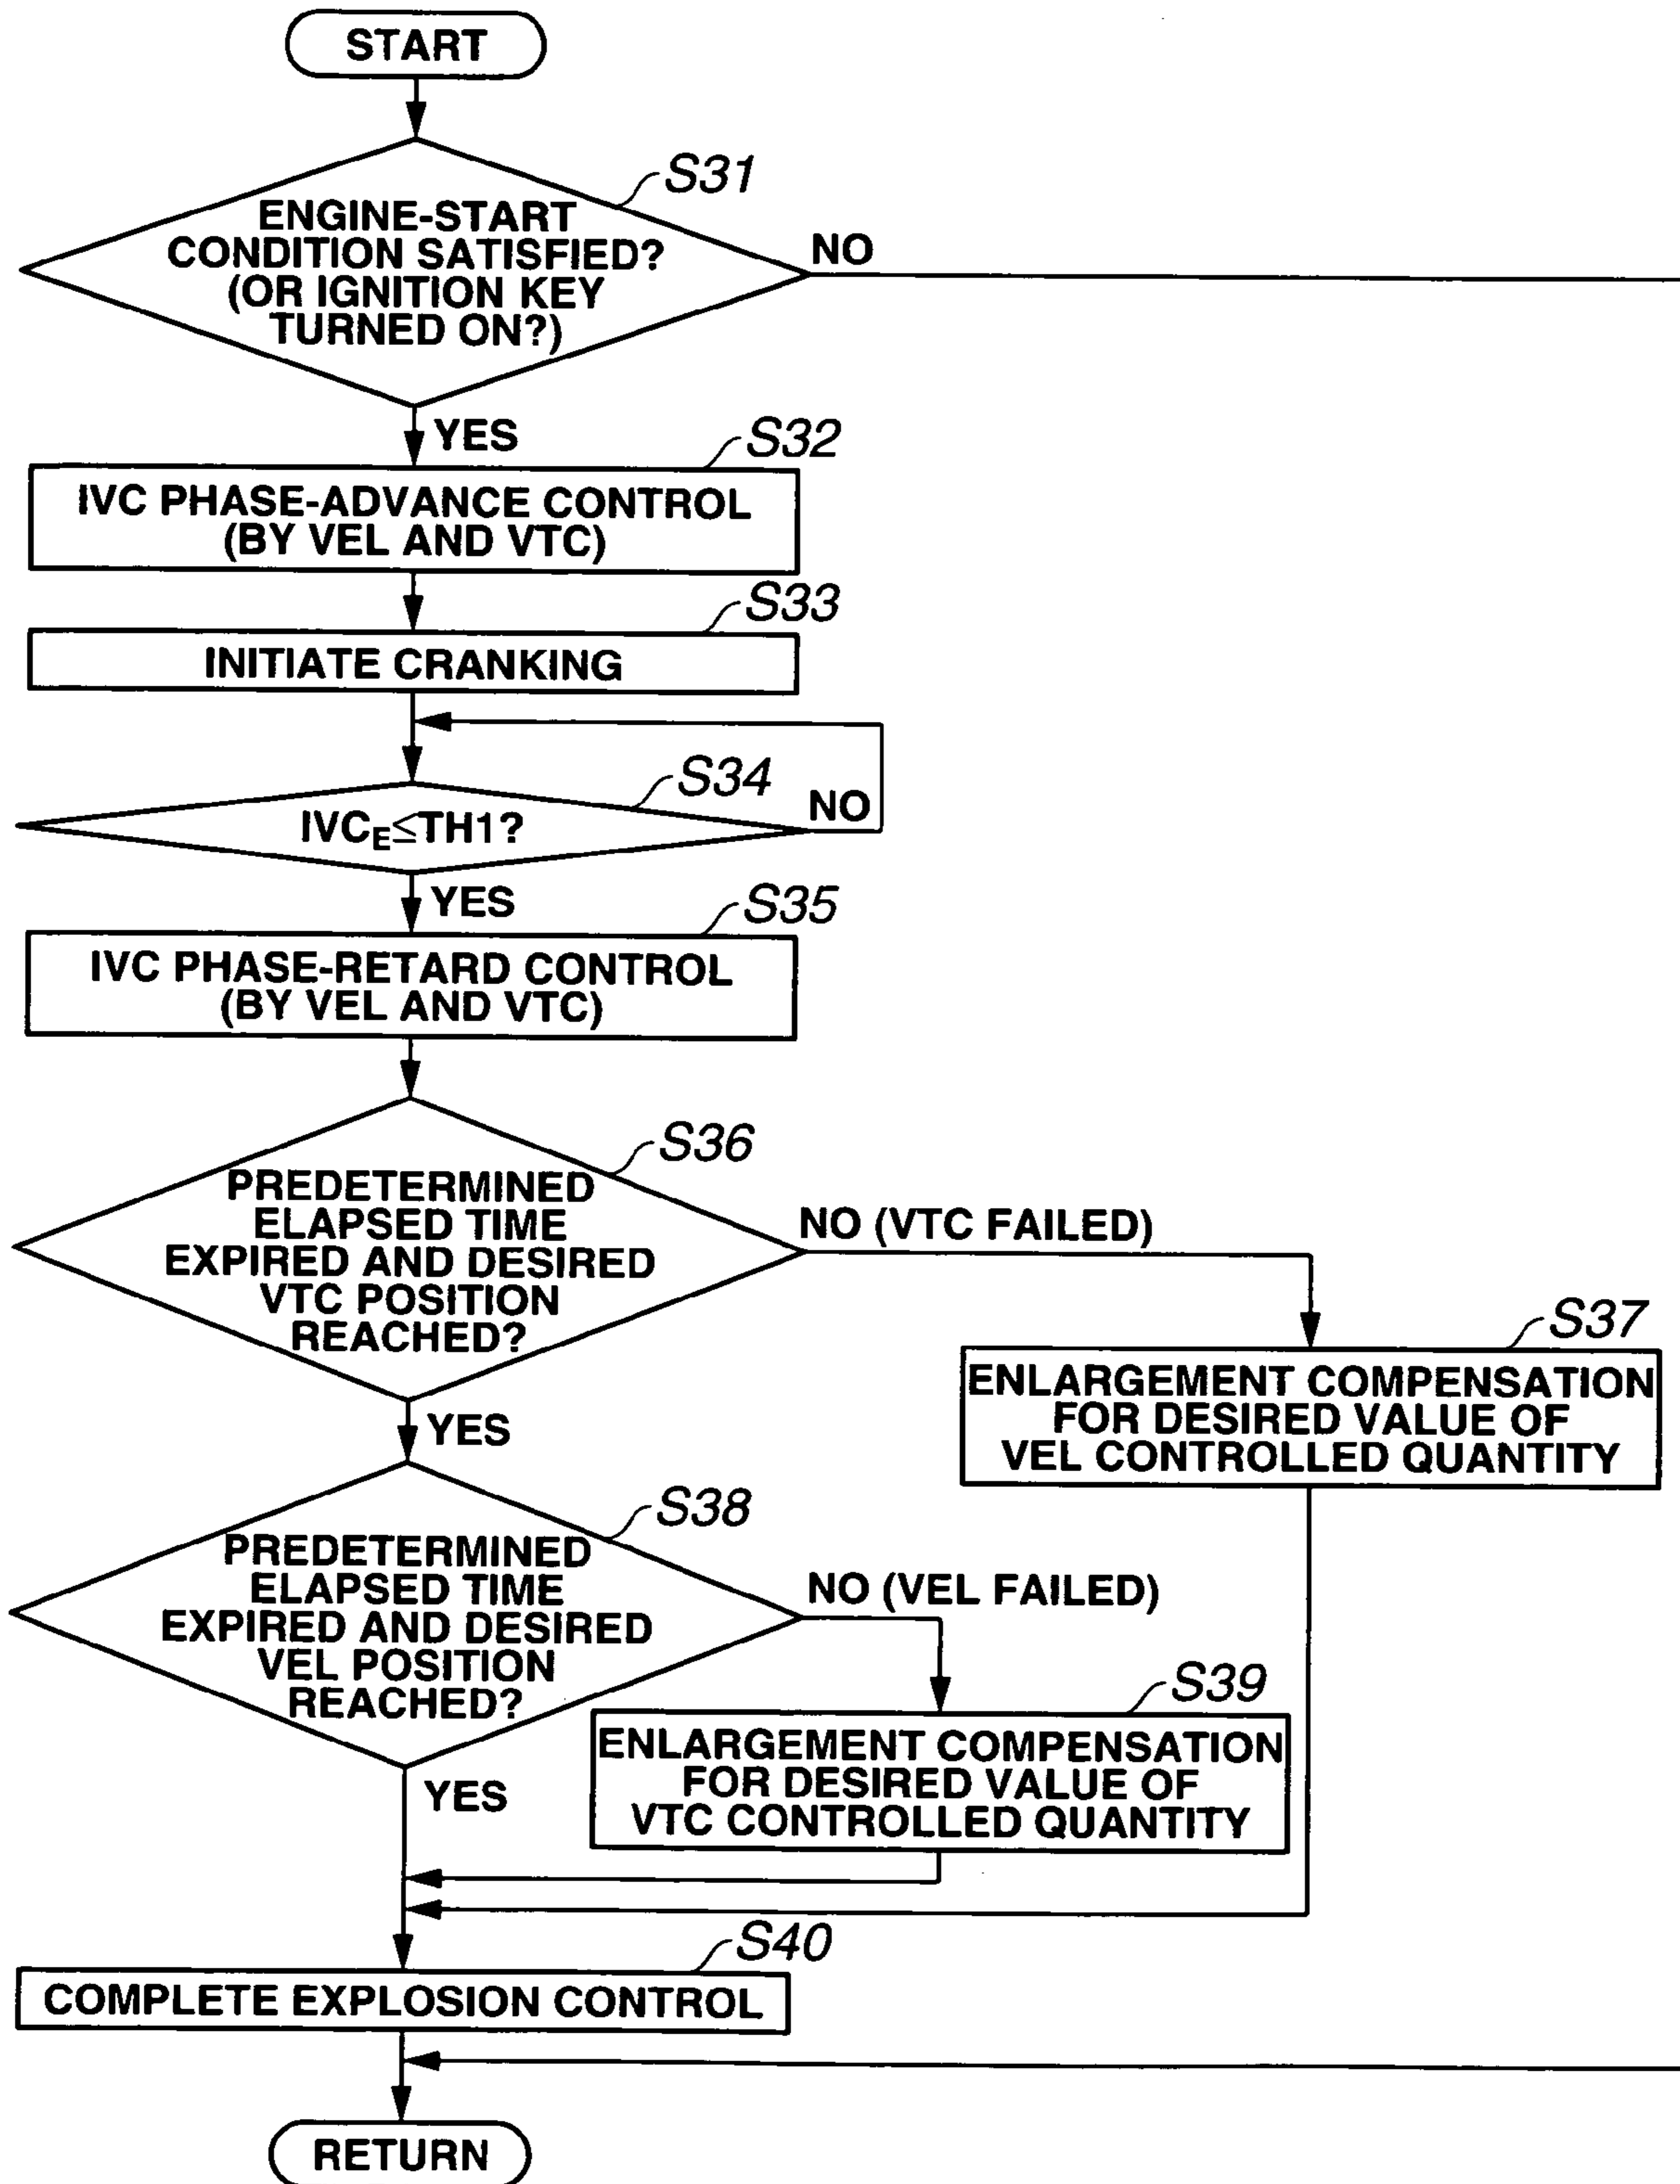 START
S31
ENGINE-START
CONDITION SATISFIED?
(OR IGNITION KEY
TURNED ON?)
NO
YES
S32
IVC PHASE-ADVANCE CONTROL
(BY VEL AND VTC)
S33
INITIATE CRANKING
S34
IVCE≤TH1?
NO
YES
S35
IVC PHASE-RETARD CONTROL
(BY VEL AND VTC)
S36
PREDETERMINED
ELAPSED TIME
EXPIRED AND DESIRED
VTC POSITION
REACHED?
NO (VTC FAILED)
S37
ENLARGEMENT COMPENSATION
FOR DESIRED VALUE OF
VEL CONTROLLED QUANTITY
YES
S38
PREDETERMINED
ELAPSED TIME
EXPIRED AND DESIRED
VEL POSITION
REACHED?
NO (VEL FAILED)
S39
ENLARGEMENT COMPENSATION
FOR DESIRED VALUE OF
VTC CONTROLLED QUANTITY
YES
S40
COMPLETE EXPLOSION CONTROL
RETURN